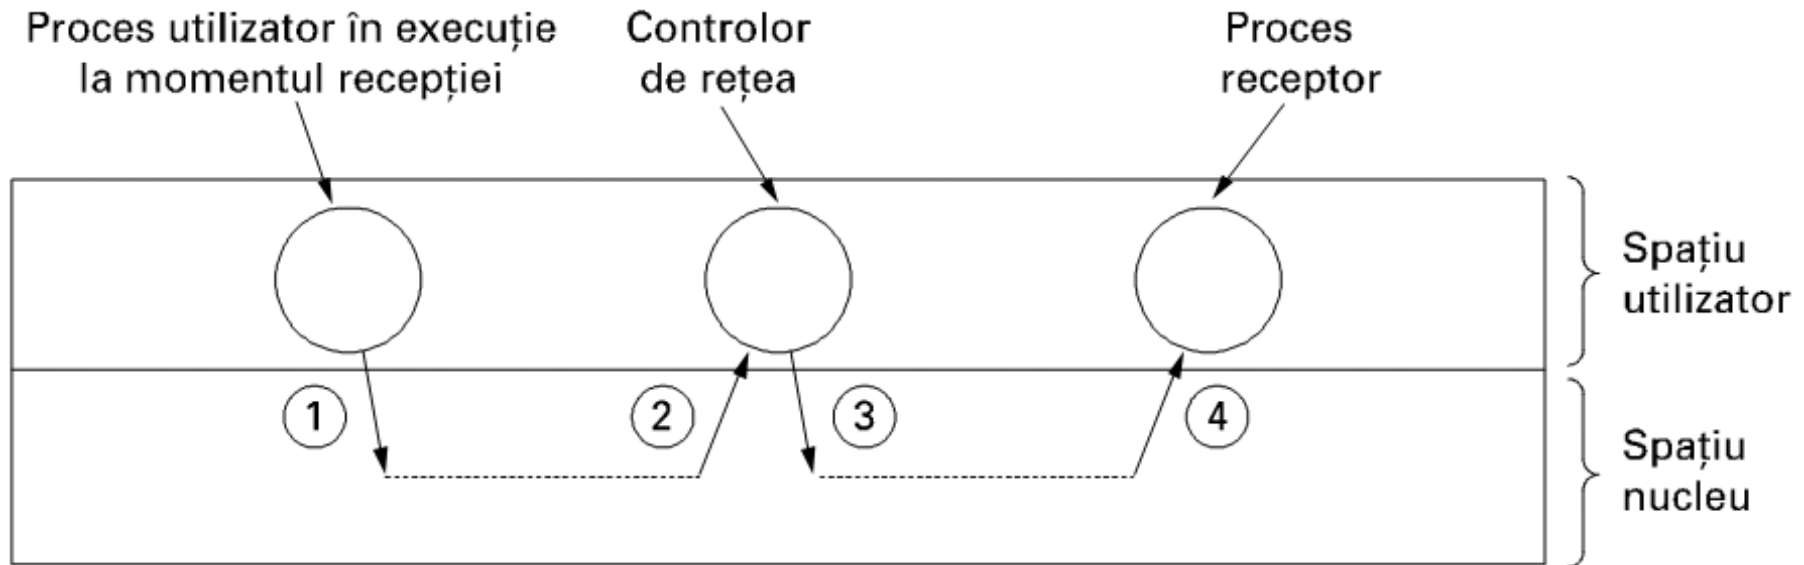 Proces utilizator în execuție
la momentul recepției
Controlor
de rețea
Proces
receptor
Spațiu
utilizator
1
2
3
4
Spațiu
nucleu